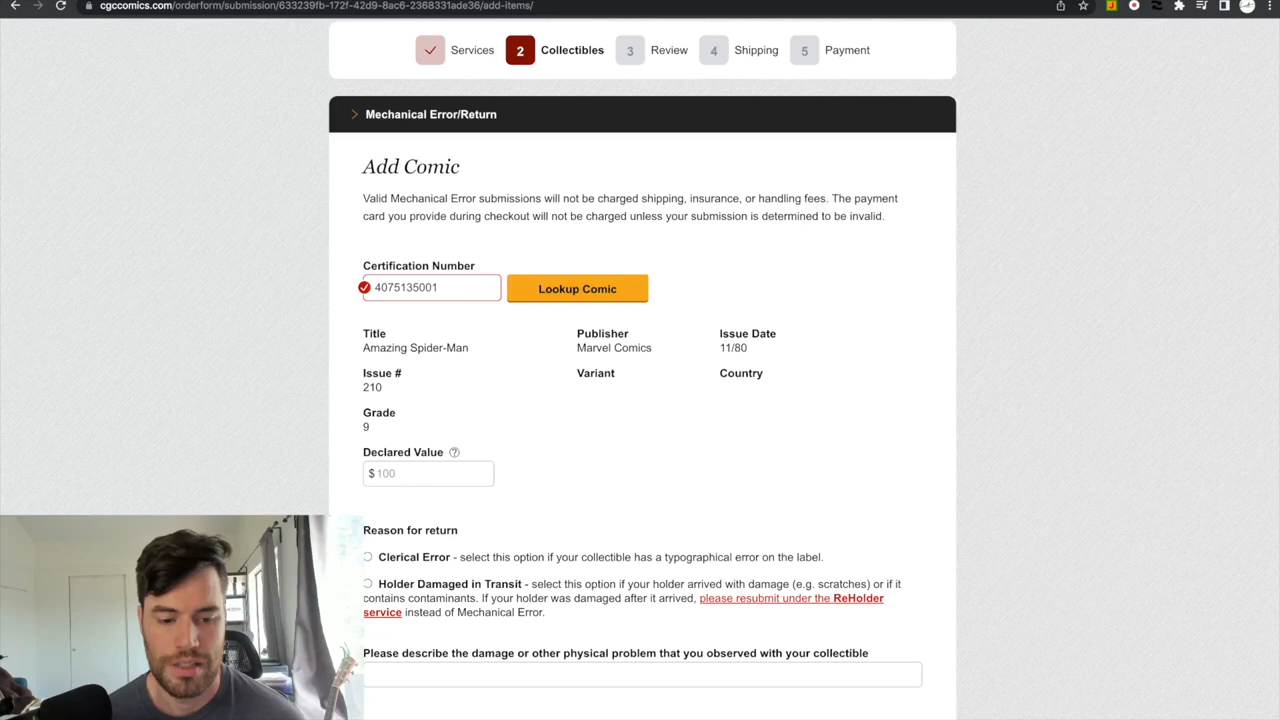 cgccomics.com/orderform/submission/633239fb-172f-42d9-8ac6-2368331ade36/add-items/
Services
2 Collectibles
3 Review
4 Shipping
5 Payment
Mechanical Error/Return
Add Comic
Valid Mechanical Error submissions will not be charged shipping, insurance, or handling fees. The payment
card you provide during checkout will not be charged unless your submission is determined to be invalid.
Certification Number
4075135001
Lookup Comic
Title
Publisher
Issue Date
Amazing Spider-Man
Marvel Comics
11/80
Issue #
Variant
Country
210
Grade
9
Declared Value ?
$ 100
Reason for return
Clerical Error - select this option if your collectible has a typographical error on the label.
Holder Damaged in Transit - select this option if your holder arrived with damage (e.g. scratches) or if it
contains contaminants. If your holder was damaged after it arrived, please resubmit under the ReHolder
service instead of Mechanical Error.
Please describe the damage or other physical problem that you observed with your collectible